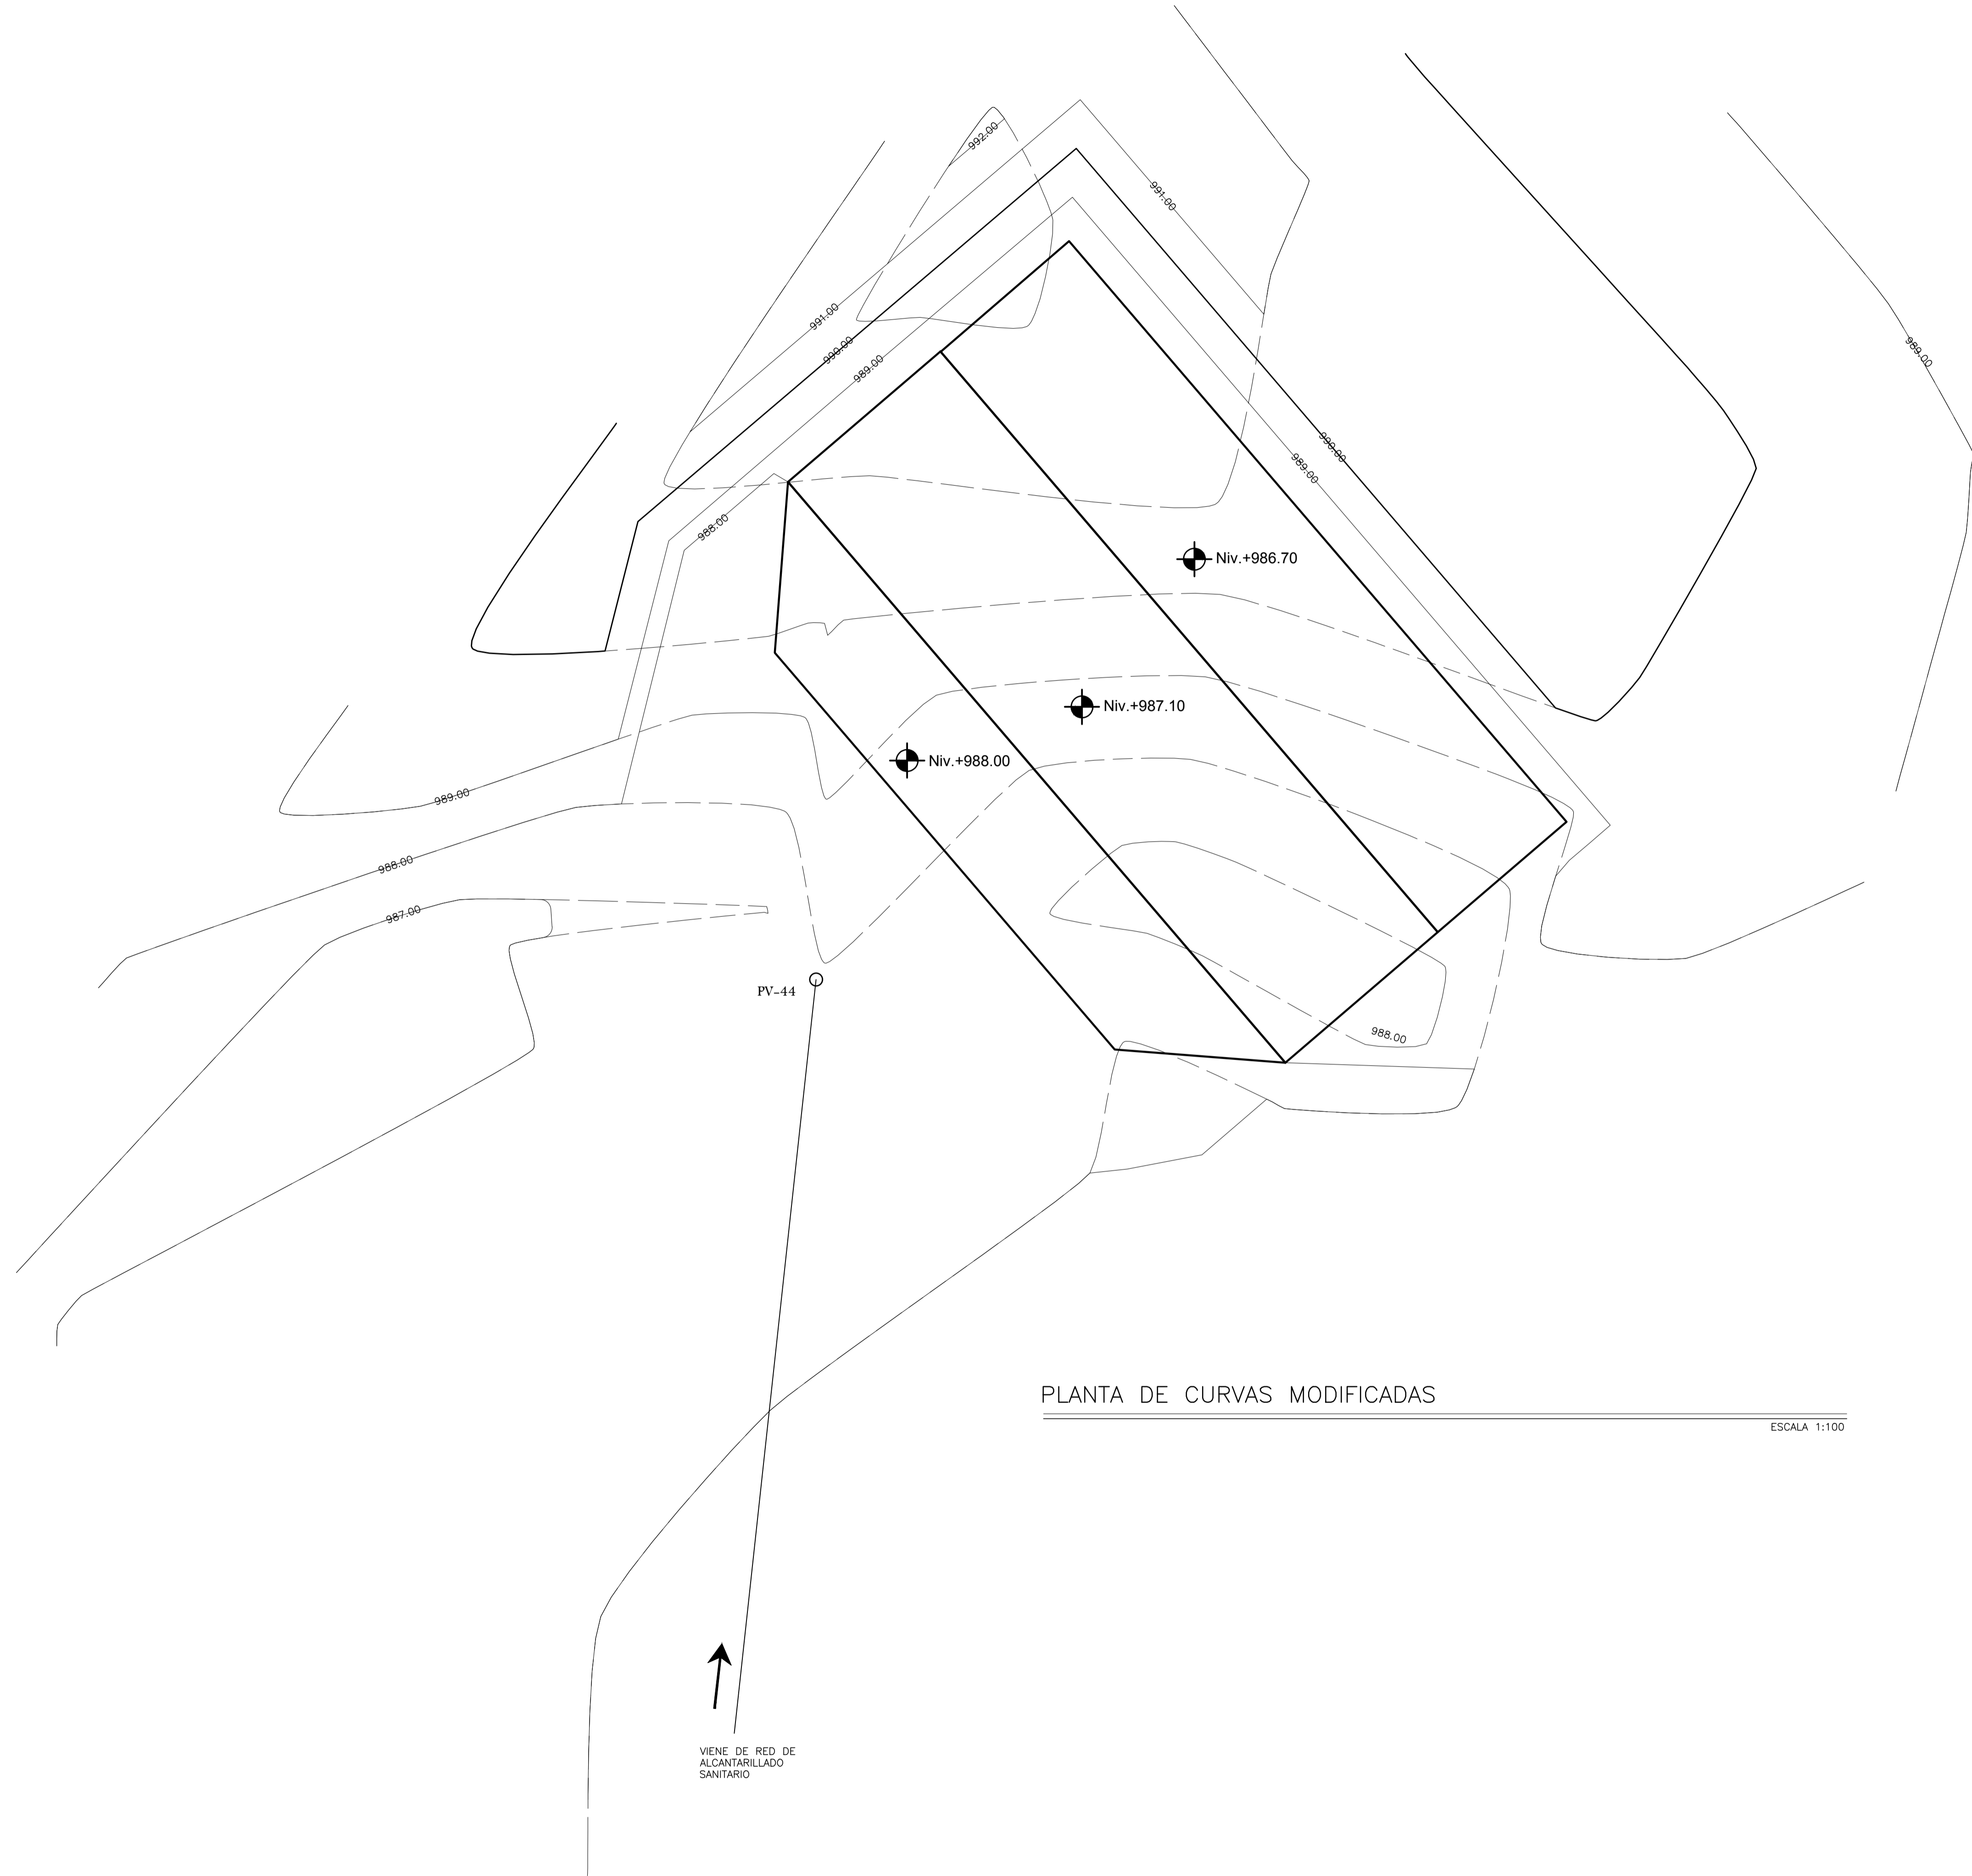 992.00
991.00
991.00
990.00
989.00
989.00
990.00
989.00
988.00
Niv.+986.70
Niv.+987.10
Niv.+988.00
989.00
988.00
987.00
PV-44
988.00
PLANTA DE CURVAS MODIFICADAS
ESCALA 1:100
VIENE DE RED DE
ALCANTARILLADO
SANITARIO